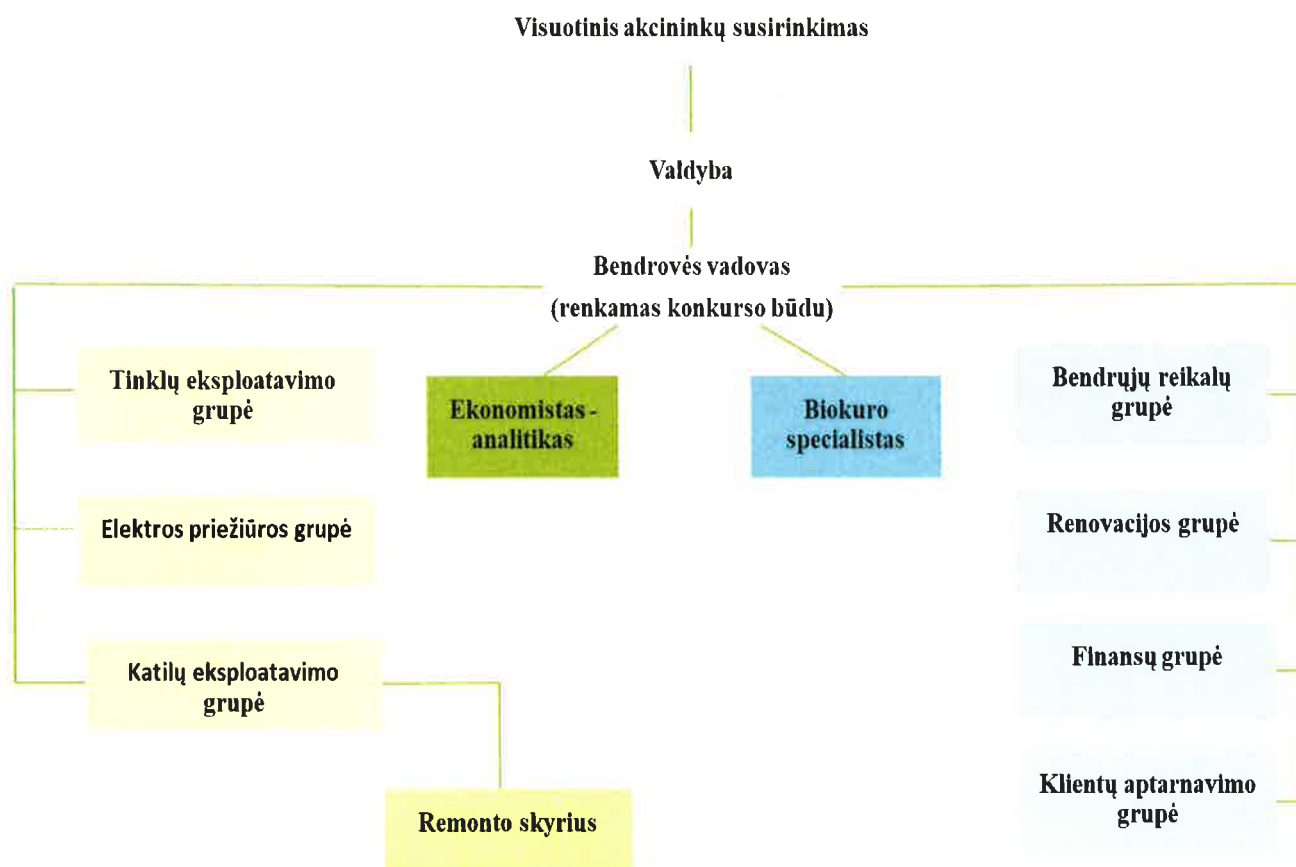 Visuotinis akcininkų susirinkimas
Valdyba
Bendrovės vadovas
(renkamas konkurso būdu)
Tinklų eksploatavimo
grupė
Ekonomistas -
analitikas
Biokuro
specialistas
Bendrųjų reikalų
grupė
Elektros priežiūros grupė
Renovacijos grupė
Katilų eksploatavimo
grupė
Finansų grupė
Remonto skyrius
Klientų aptarnavimo
grupė